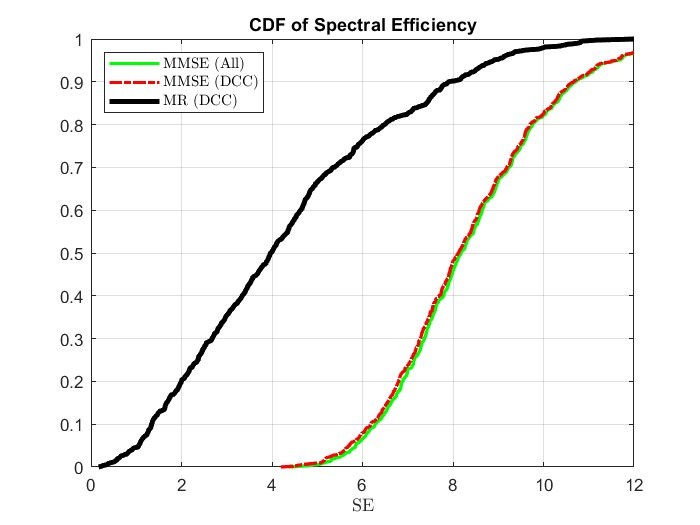 CDF of Spectral Efficiency
1
0.9
0.8
0.7
0.6
0.5
0.4
0.3
0.2
0.1
0
MMSE (All)
MMSE (DCC)
MR (DCC)
0 2 4 6 8 10 12
SE